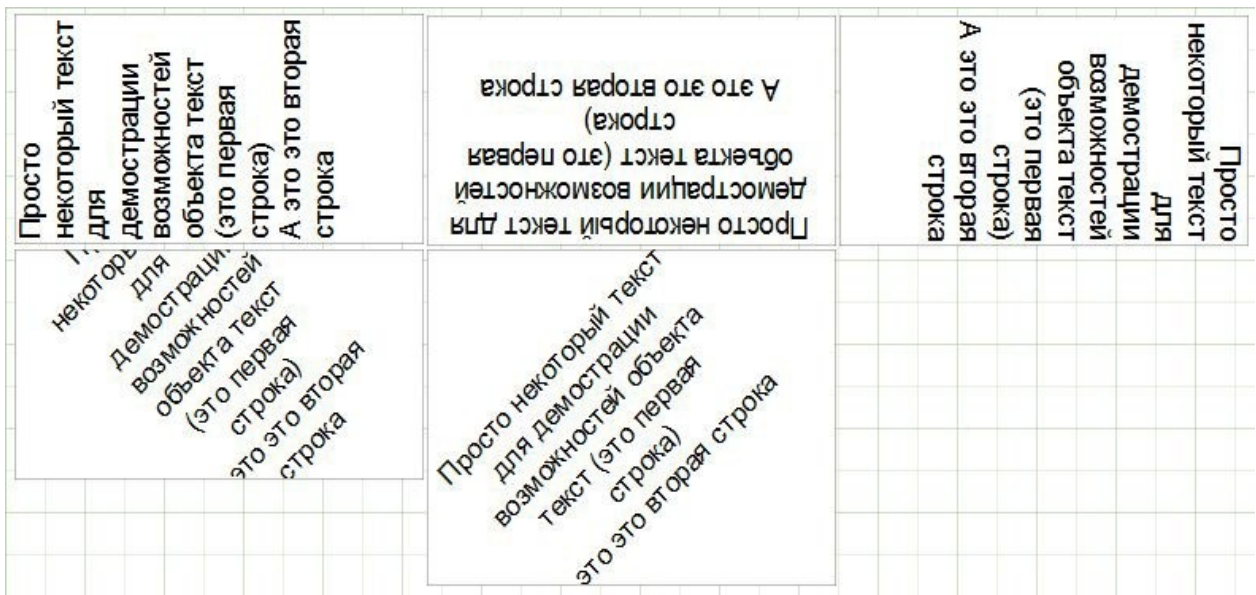 Просто
некоторый текст
для
демострации
возможностей
объекта текст
(это первая
строка)
А это это вторая
строка
Просто некоторый текст для
демострации возможностей
объекта текст (это первая
строка)
А это это вторая строка
Просто
некоторый текст
для
демострации
возможностей
объекта текст
(это первая
строка)
А это это вторая
строка
для
возможностей
объекта текст
(это первая
строка)
это это вторая
строка
Просто некоторый текст
для демострации
возможностей объекта
текст (это первая
строка)
это это вторая строка